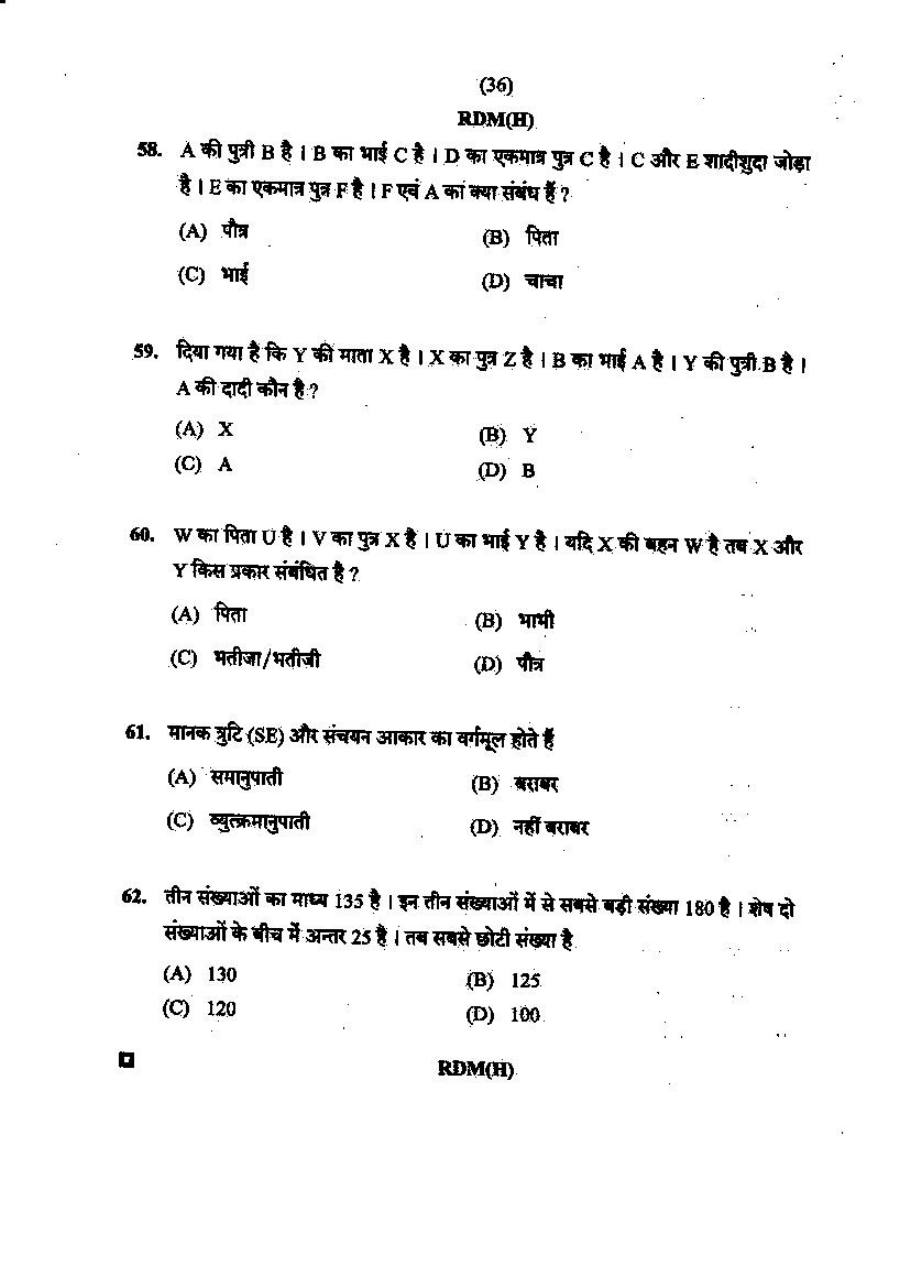 (36)
RDM(H)
58. A की पुत्री B है । B का भाई C है । D का एकमात्र पुत्र C है । C और E शादीशुदा जोड़ा
है । E का एकमात्र पुत्र F है । F एवं A का क्या संबंध हैं ?
(A) पौत्र (B) पिता
(C) भाई (D) चाचा
59. दिया गया है कि Y की माता X है । X का पुत्र Z है । B का भाई A है । Y की पुत्री B है ।
A की दादी कौन है ?
(A) X (B) Y
(C) A (D) B
60. W का पिता U है । V का पुत्र X है । U का भाई Y है । यदि X की बहन W है तब X और
Y किस प्रकार संबंधित है ?
(A) पिता (B) भाभी
(C) भतीजा/भतीजी (D) पौत्र
61. मानक त्रुटि (SE) और संचयन आकार का वर्गमूल होते हैं
(A) समानुपाती (B) बराबर
(C) व्युत्क्रमानुपाती (D) नहीं बराबर
62. तीन संख्याओं का माध्य 135 है । इन तीन संख्याओं में से सबसे बड़ी संख्या 180 है । शेष दो
संख्याओं के बीच में अन्तर 25 है । तब सबसे छोटी संख्या है
(A) 130 (B) 125
(C) 120 (D) 100
RDM(H)